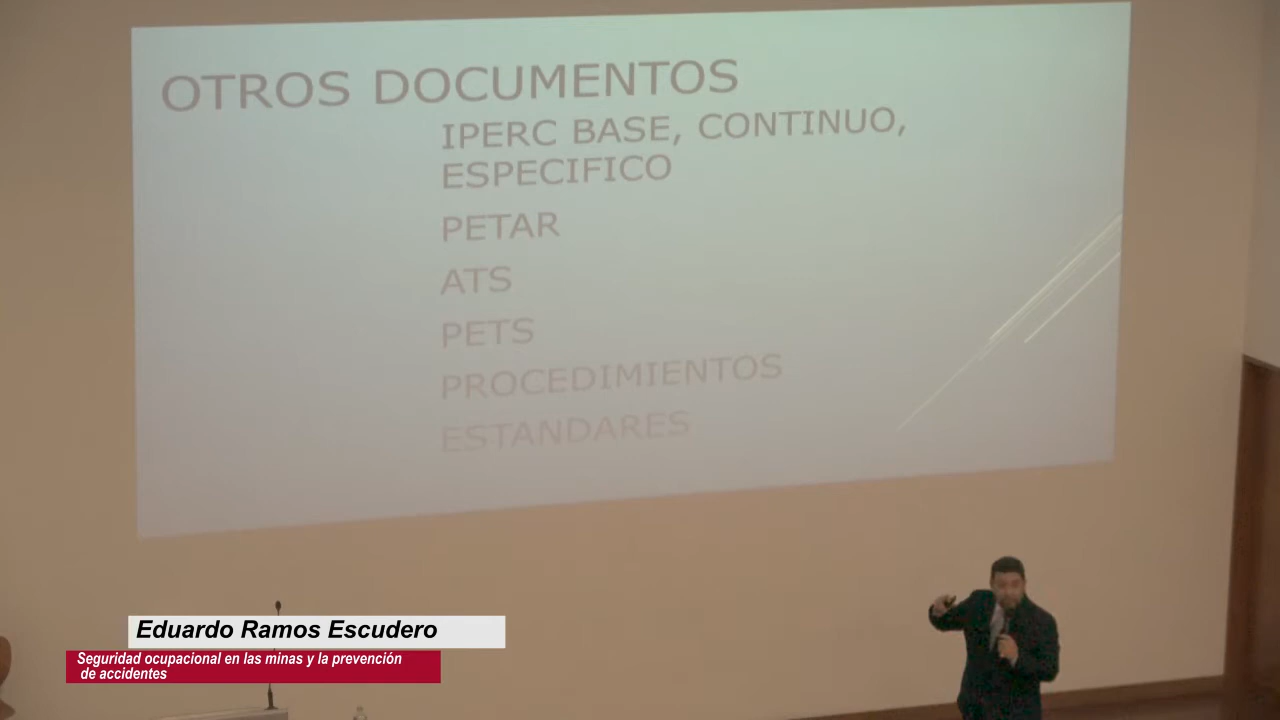 OTROS DOCUMENTOS
IPERC BASE, CONTINUO,
ESPECIFICO
PETAR
ATS
PETS
PROCEDIMIENTOS
ESTANDARES
Eduardo Ramos Escudero
Seguridad ocupacional en las minas y la prevención
de accidentes